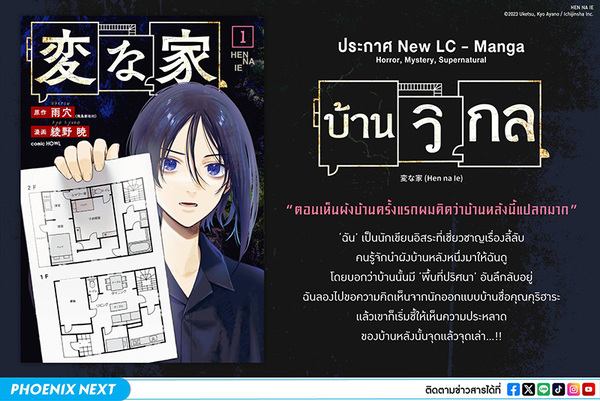 HEN NA IE
©2023 Uketsu, Kyo Ayano / Ichijinsha Inc.
変な家
1
HEN
NA
IE
原作 雨穴
漫画 綾野 暁
comic HOWL
2F
1F
ประกาศ New LC - Manga
Horror, Mystery, Supernatural
บ้านวิกล
変な家 (Hen na Ie)
“ตอนเห็นผังบ้านครั้งแรกผมคิดว่าบ้านหลังนี้แปลกมาก”
‘ฉัน’ เป็นนักเขียนอิสระที่เชี่ยวชาญเรื่องลี้ลับ
คนรู้จักนำผังบ้านหลังหนึ่งมาให้ฉันดู
โดยบอกว่าบ้านนั้นมี ‘พื้นที่ปริศนา’ อันลึกลับอยู่
ฉันลองไปขอความคิดเห็นจากนักออกแบบบ้านชื่อคุณคุริฮาระ
แล้วเขาก็เริ่มชี้ให้เห็นความประหลาด
ของบ้านหลังนั้นจุดแล้วจุดเล่า...!!
PHOENIX NEXT
ติดตามข่าวสารได้ที่